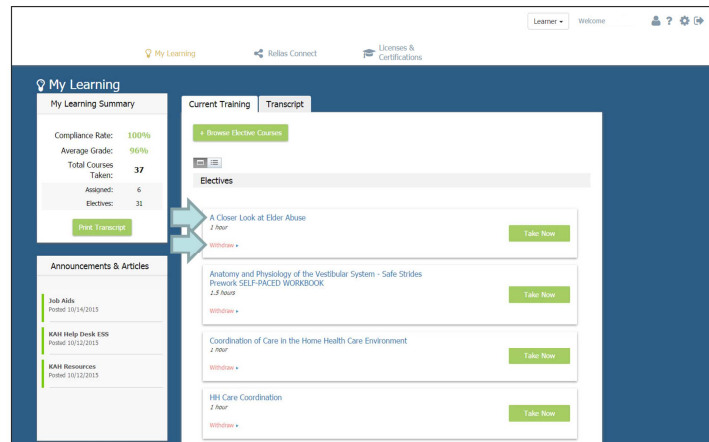 Learner
Welcome
?
My Learning
Relias Connect
Licenses &
Certifications
My Learning
My Learning Summary
Compliance Rate: 100%
Average Grade: 96%
Total Courses
Taken: 37
Assigned: 6
Electives: 31
Print Transcript
Announcements & Articles
Job Aids
Posted 10/14/2015
KAH Help Desk ESS
Posted 10/12/2015
KAH Resources
Posted 10/12/2015
Current Training
Transcript
+ Browse Elective Courses
Electives
A Closer Look at Elder Abuse
1 hour
Withdraw
Take Now
Anatomy and Physiology of the Vestibular System - Safe Strides
Prework SELF-PACED WORKBOOK
1.5 hours
Withdraw
Take Now
Coordination of Care in the Home Health Care Environment
1 hour
Withdraw
Take Now
HH Care Coordination
1 hour
Withdraw
Take Now